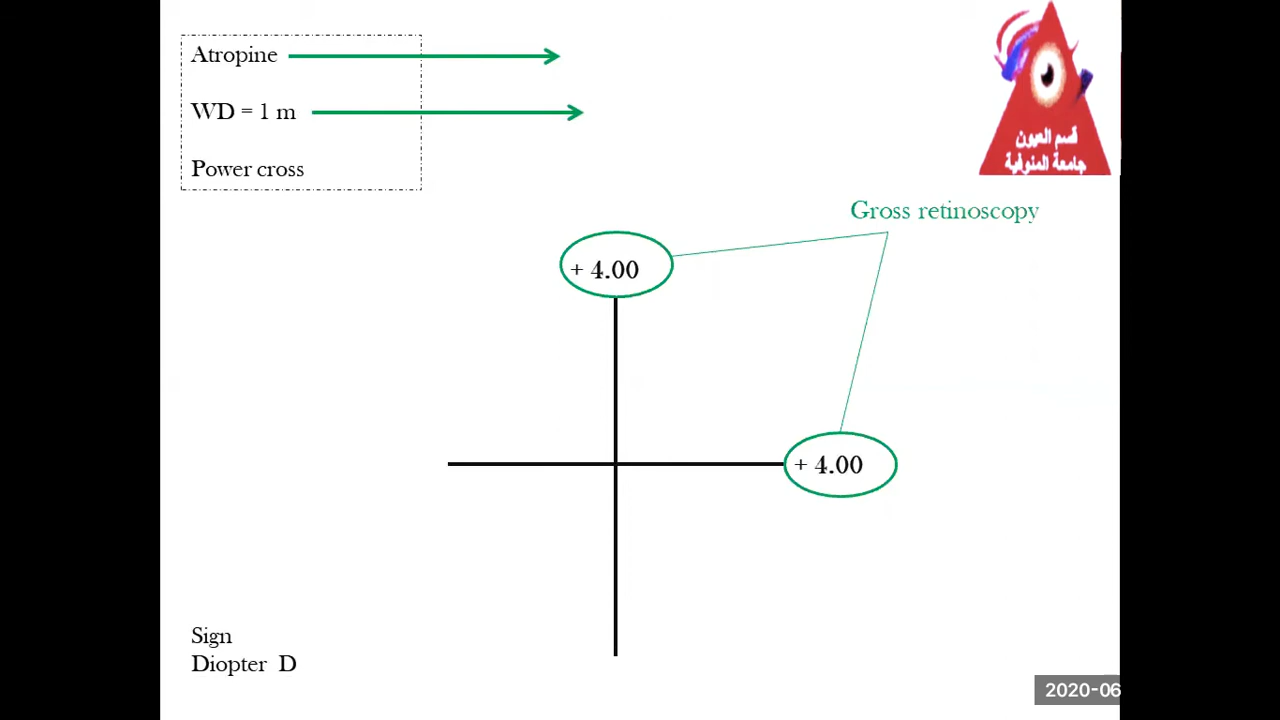 Atropine
WD = 1 m
Power cross
قسم العيون
جامعة المنوفية
Gross retinoscopy
+ 4.00
+ 4.00
Sign
Diopter D
2020-06